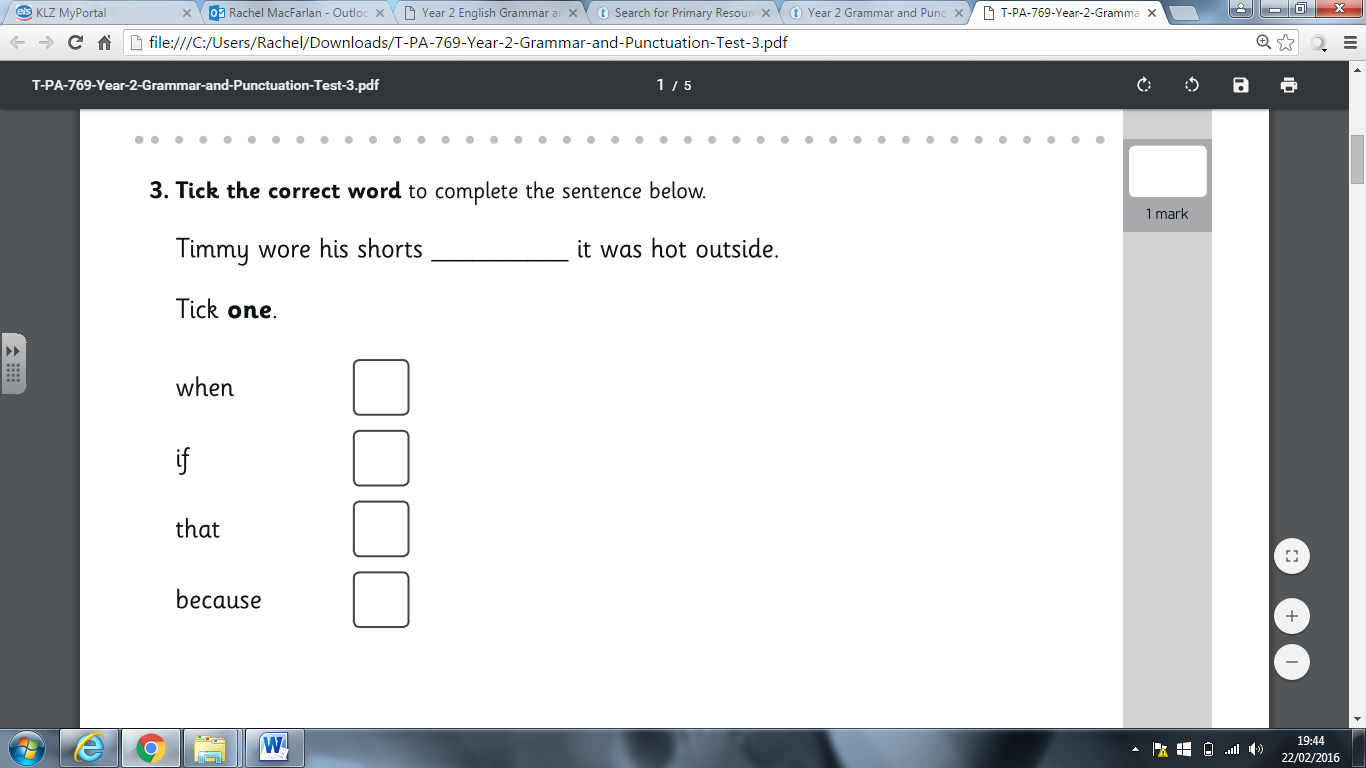 KLZ MyPortal
Rachel MacFarlan - Outloo
Year 2 English Grammar a
Search for Primary Resour
Year 2 Grammar and Punc
T-PA-769-Year-2-Gramma
file:///C:/Users/Rachel/Downloads/T-PA-769-Year-2-Grammar-and-Punctuation-Test-3.pdf
T-PA-769-Year-2-Grammar-and-Punctuation-Test-3.pdf
1 / 5
3. Tick the correct word to complete the sentence below.
1 mark
Timmy wore his shorts __________ it was hot outside.
Tick one.
when
if
that
because
19:44
22/02/2016